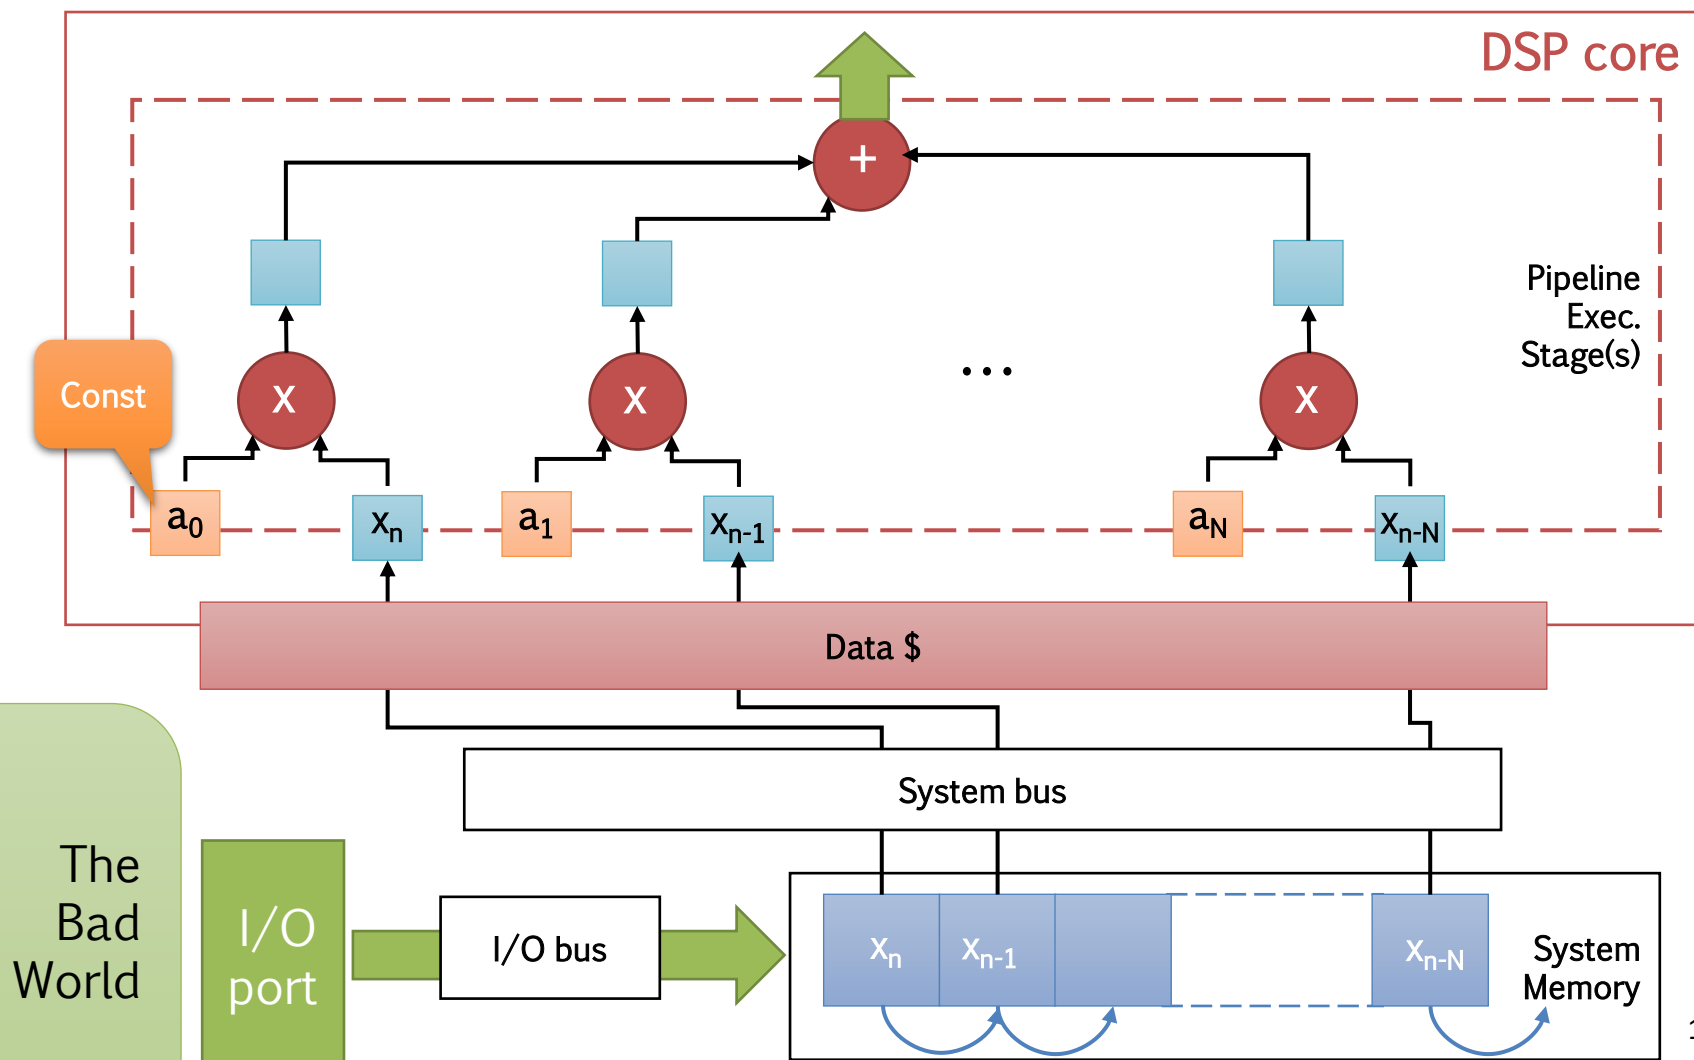 DSP core
+
Pipeline
Exec.
Stage(s)
Const
X
X
...
X
a0
xn
a1
xn-1
aN
xn-N
Data $
System bus
The
Bad
World
I/O
port
I/O bus
xn
xn-1
xn-N
System
Memory